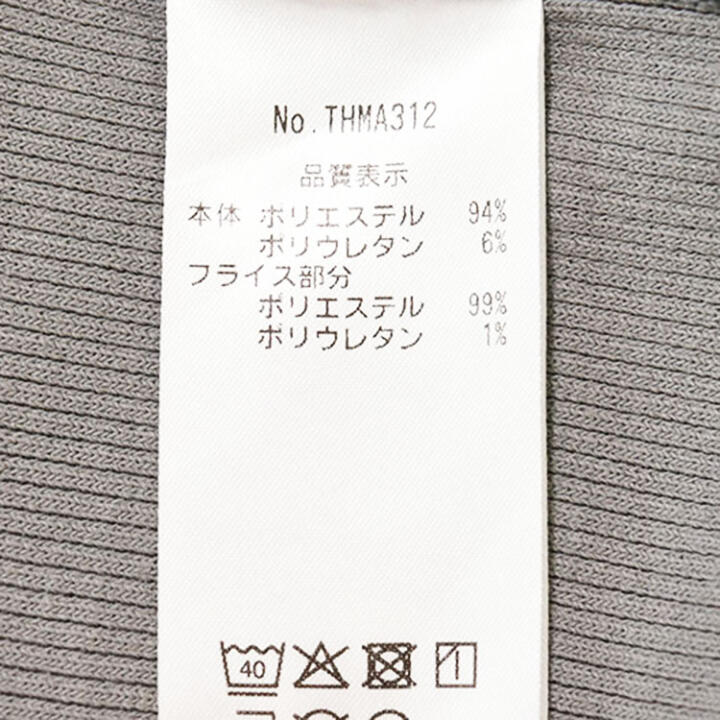 No.THMA312
品質表示
本体 ポリエステル 94%
ポリウレタン 6%
フライス部分
ポリエステル 99%
ポリウレタン 1%
40